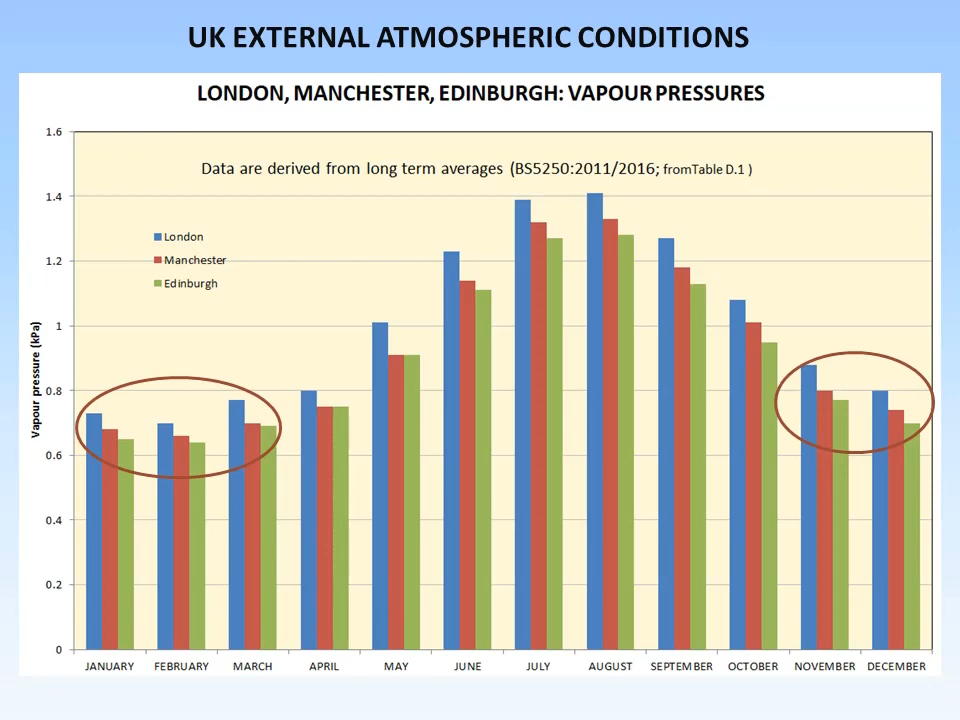 UK EXTERNAL ATMOSPHERIC CONDITIONS
LONDON, MANCHESTER, EDINBURGH: VAPOUR PRESSURES
1.6
Data are derived from long term averages (BS5250:2011/2016; fromTable D.1 )
1.4
London
1.2
Manchester
Edinburgh
1
Vapour pressure (kPa)
0.8
0.6
0.4
0.2
0
JANUARY FEBRUARY MARCH APRIL MAY JUNE JULY AUGUST SEPTEMBER OCTOBER NOVEMBER DECEMBER